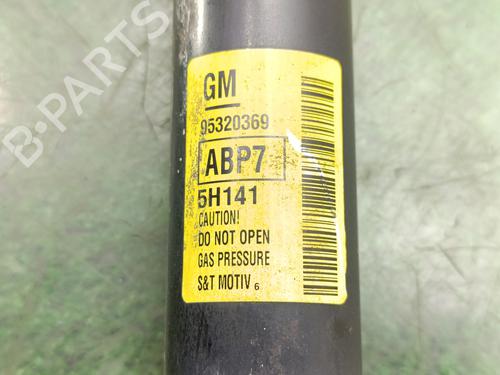 B-PARTS
GM
95320369
ABP7
5H141
CAUTION!
DO NOT OPEN
GAS PRESSURE
S&T MOTIV 6